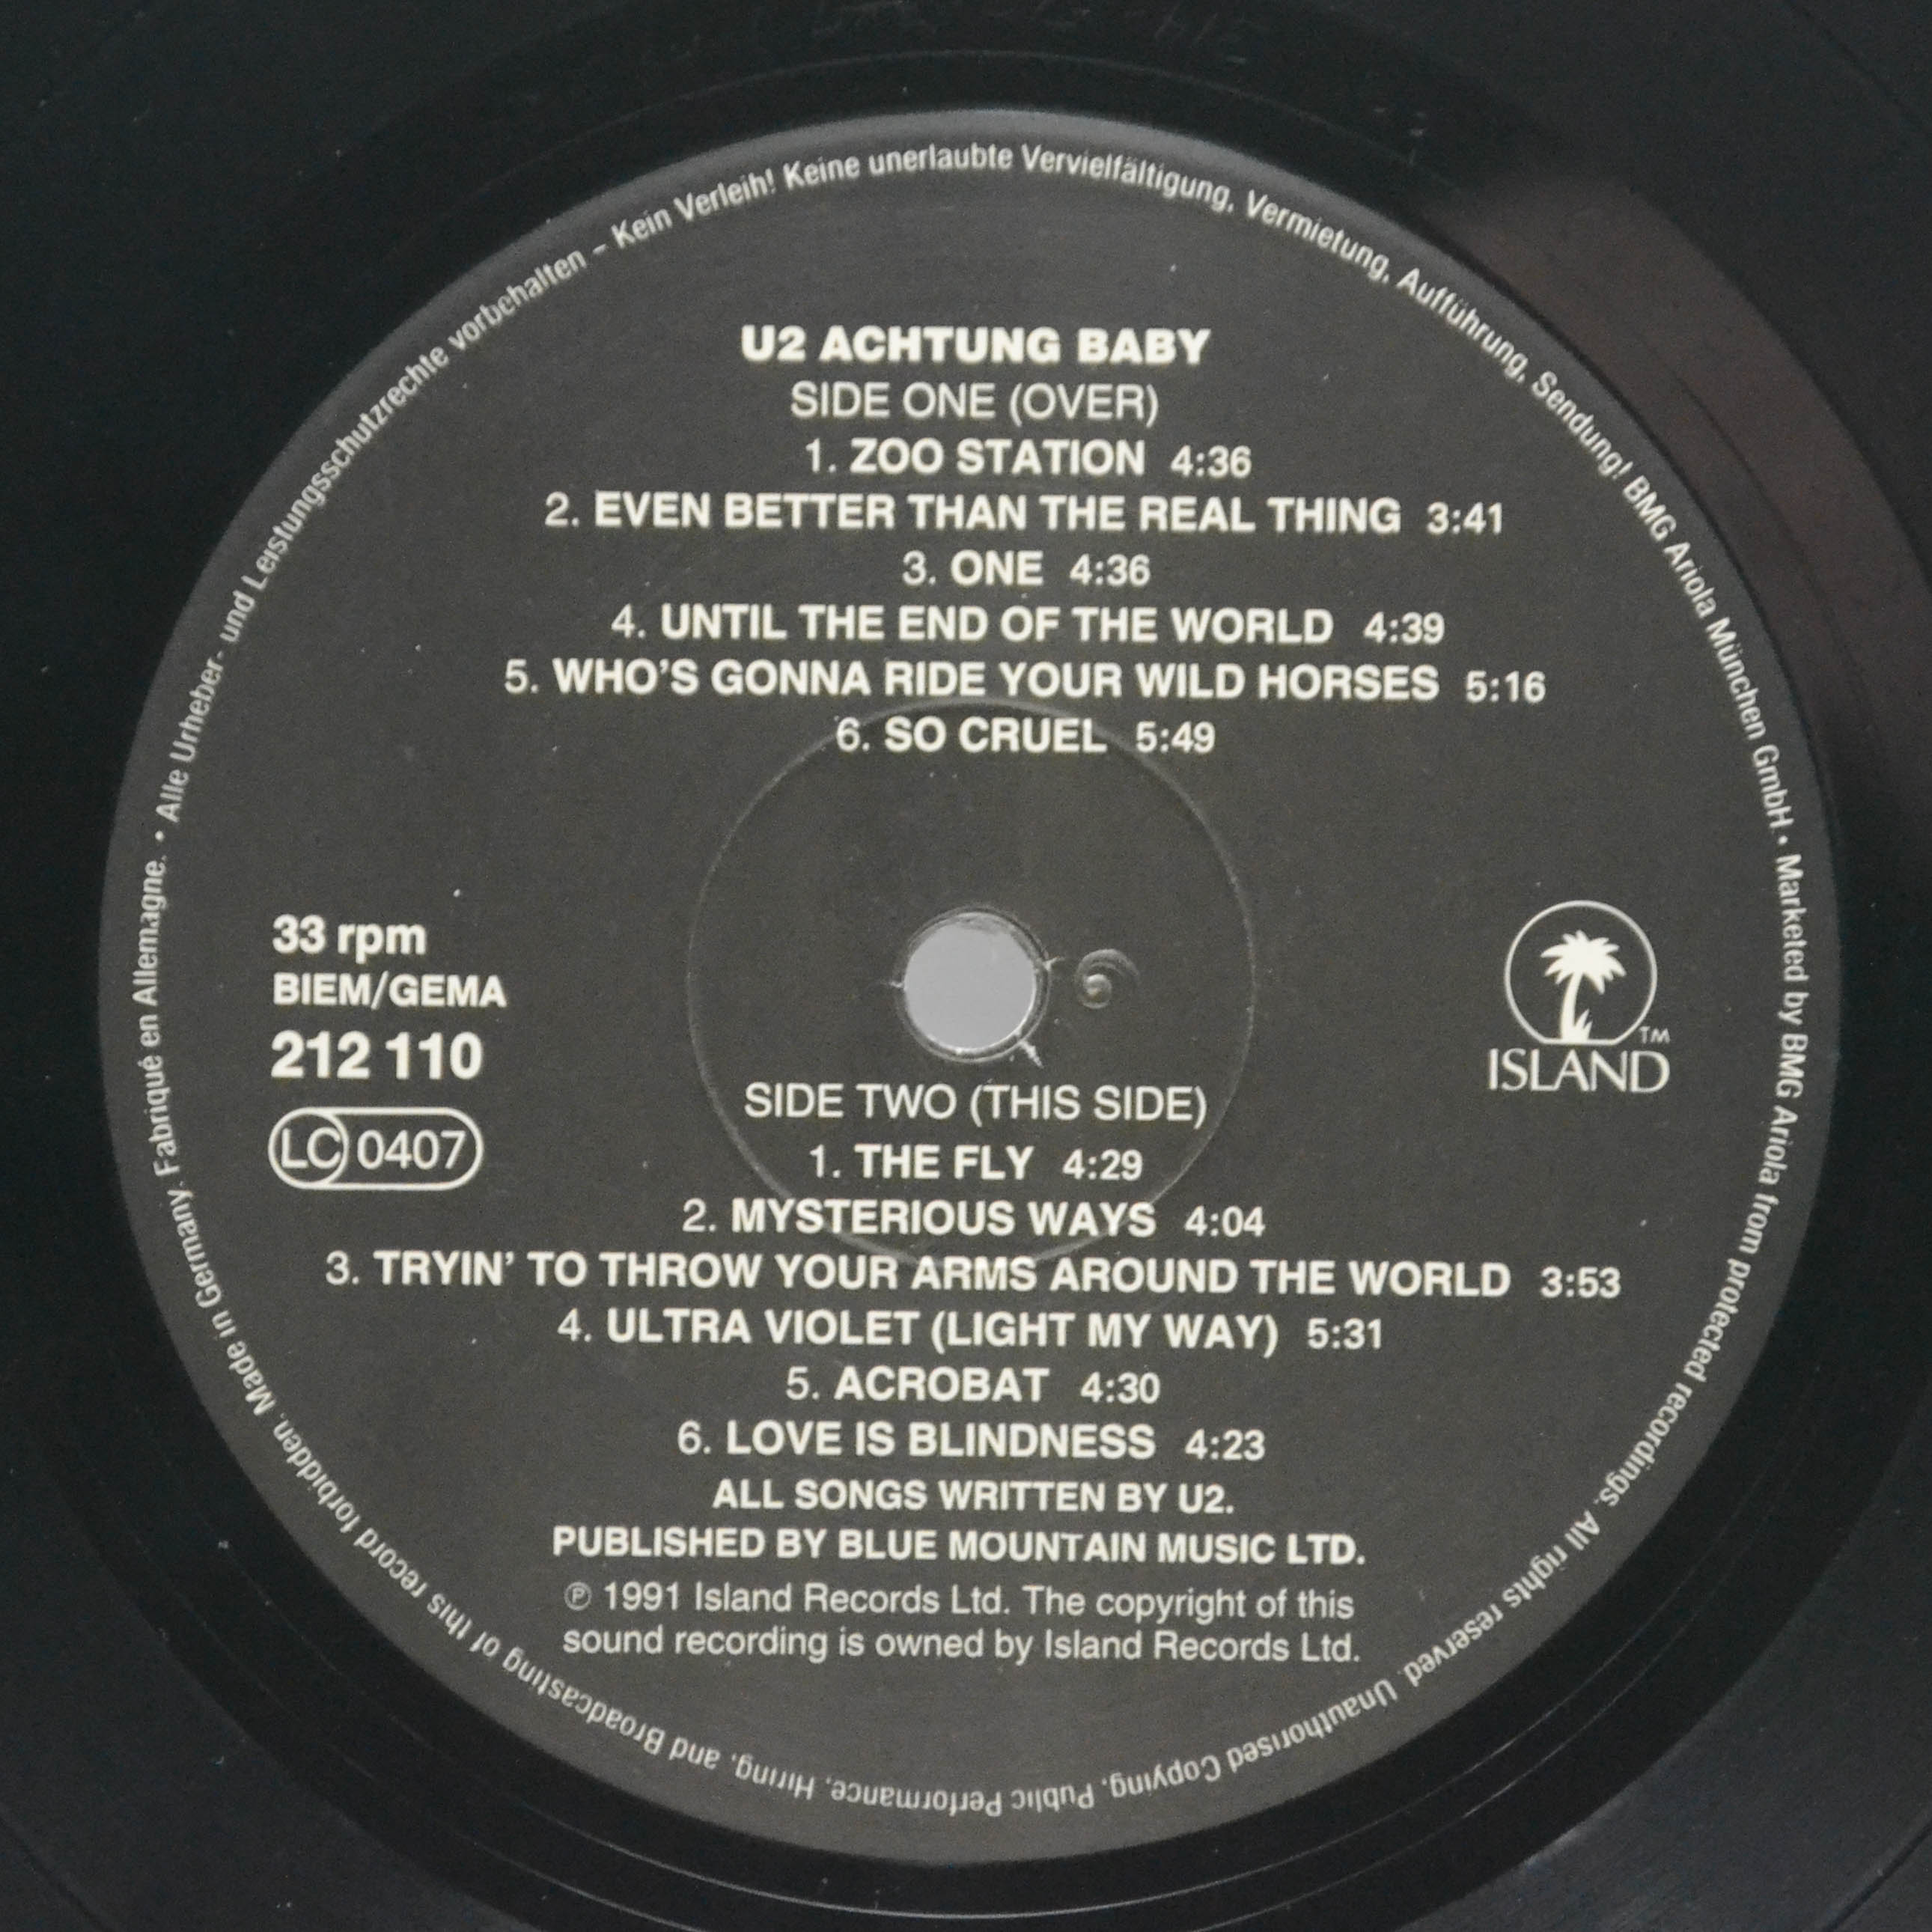 U2 ACHTUNG BABY
SIDE ONE (OVER)
1. ZOO STATION 4:36
2. EVEN BETTER THAN THE REAL THING 3:41
3. ONE 4:36
4. UNTIL THE END OF THE WORLD 4:39
5. WHO'S GONNA RIDE YOUR WILD HORSES 5:16
6. SO CRUEL 5:49
33 rpm
BIEM/GEMA
212 110
LC 0407
ISLAND
TM
SIDE TWO (THIS SIDE)
1. THE FLY 4:29
2. MYSTERIOUS WAYS 4:04
3. TRYIN' TO THROW YOUR ARMS AROUND THE WORLD 3:53
4. ULTRA VIOLET (LIGHT MY WAY) 5:31
5. ACROBAT 4:30
6. LOVE IS BLINDNESS 4:23
ALL SONGS WRITTEN BY U2.
PUBLISHED BY BLUE MOUNTAIN MUSIC LTD.
℗ 1991 Island Records Ltd. The copyright of this
sound recording is owned by Island Records Ltd.
• Alle Urheber- und Leistungsschutzrechte vorbehalten – Kein Verleih! Keine unerlaubte Vervielfältigung, Vermietung, Aufführung, Sendung! BMG Ariola München GmbH • Marketed by BMG Ariola from protected recordings. All rights reserved. Unauthorised Copying, Public Performance, Hiring, and Broadcasting of this record forbidden. Made in Germany. Fabriqué en Allemagne.